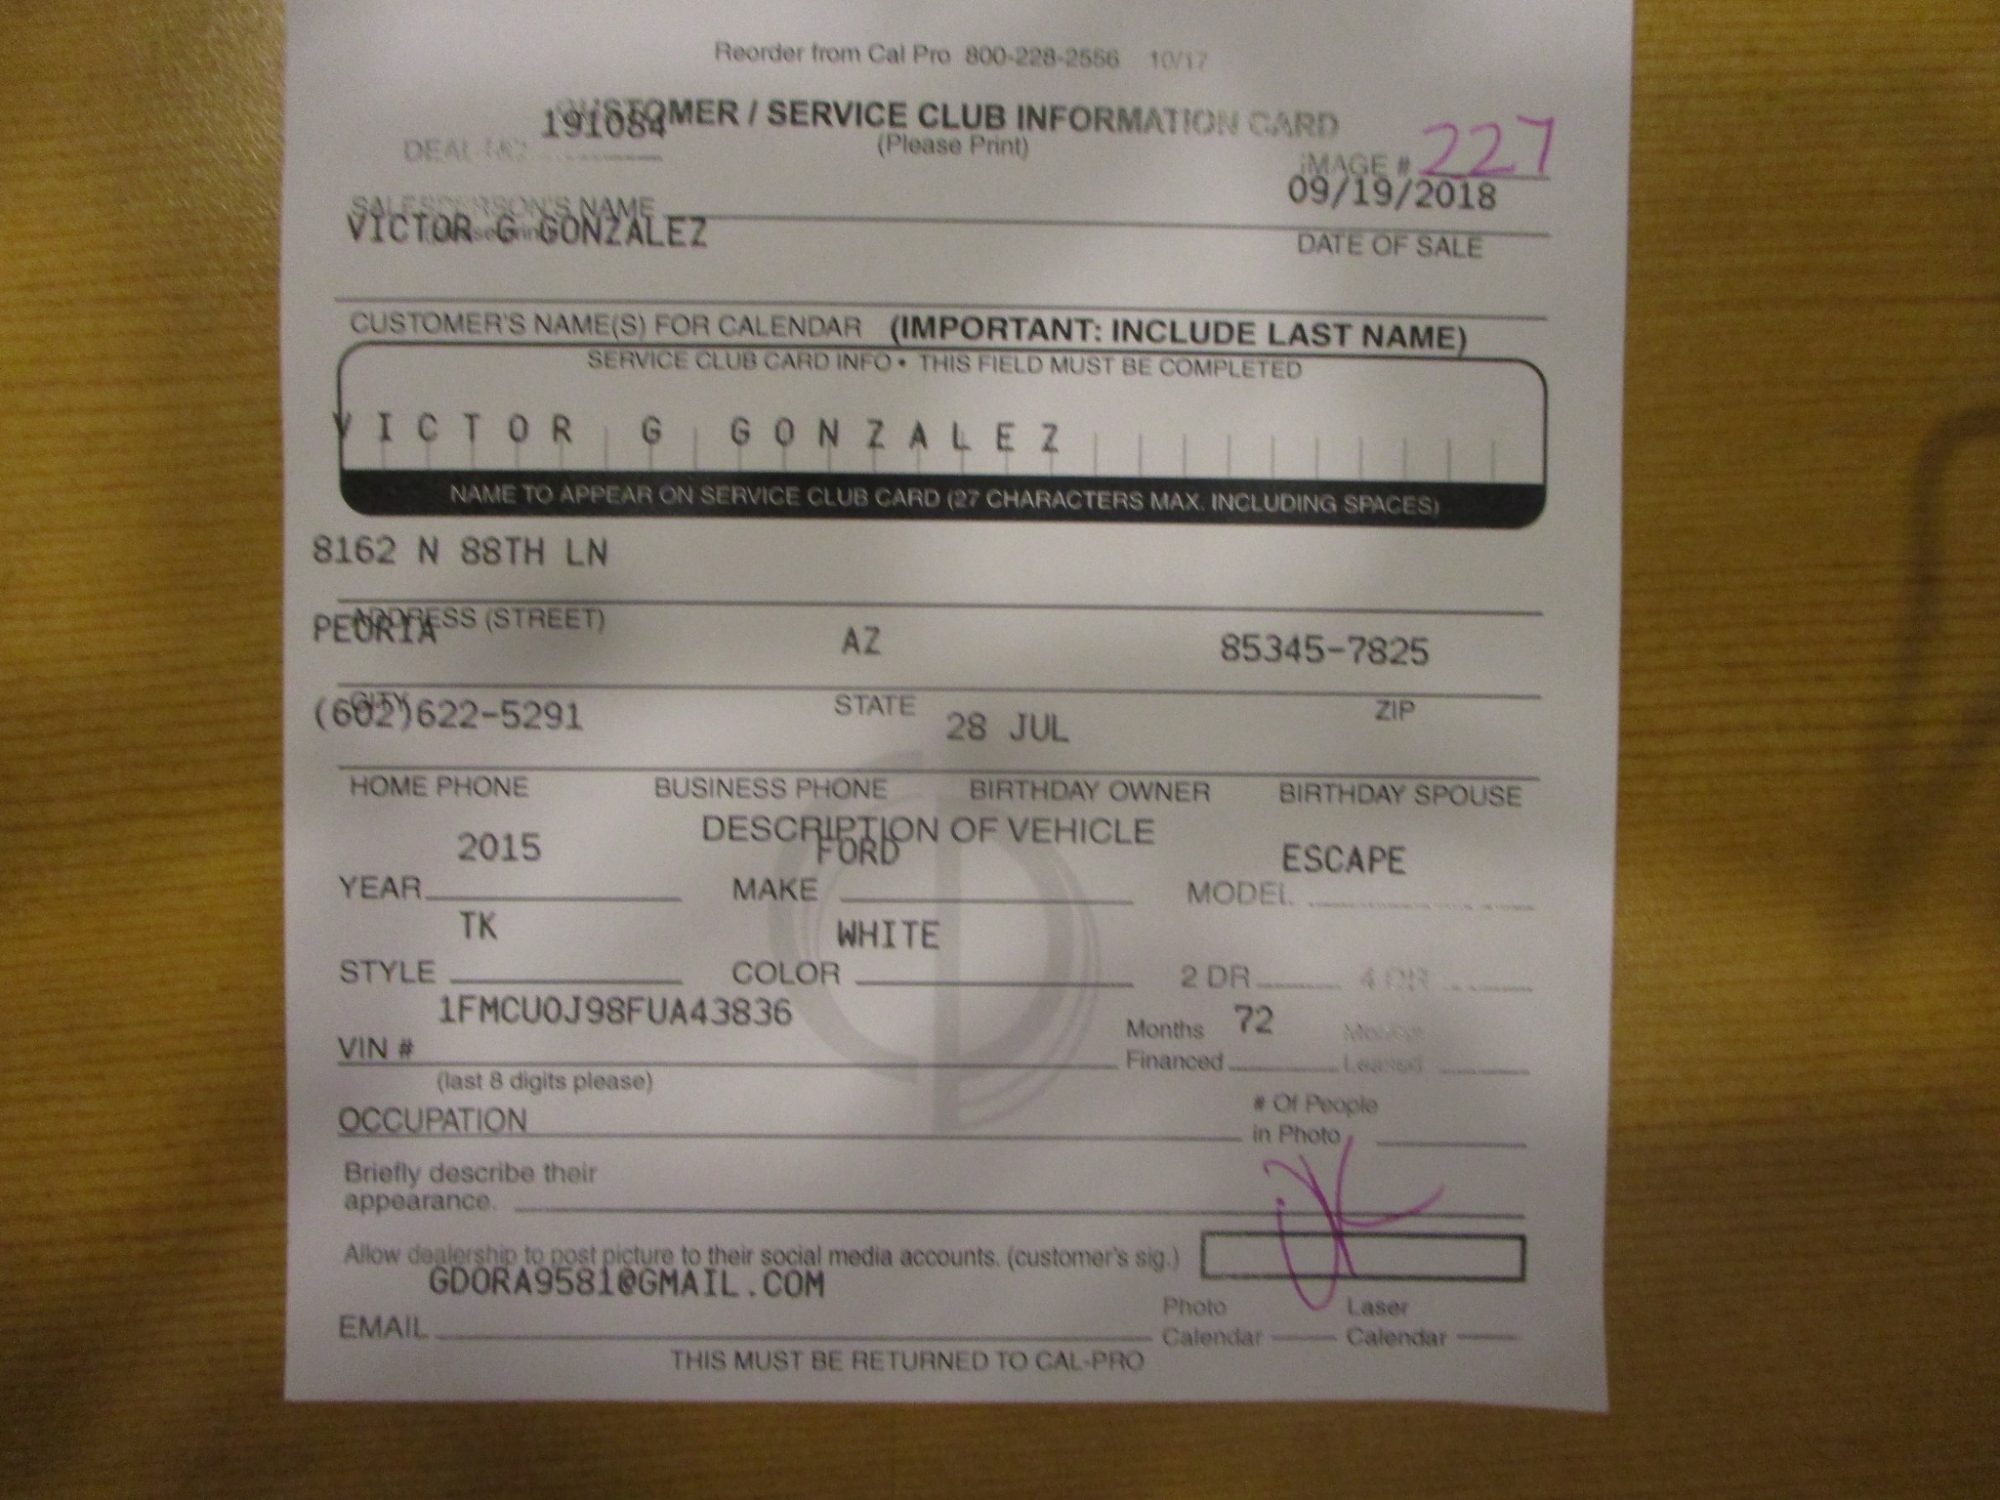 Reorder from Cal Pro 800-228-2556 10/17
CUSTOMER / SERVICE CLUB INFORMATION CARD
(Please Print)
DEAL NO. 191084
IMAGE # 227
SALESPERSON'S NAME
09/19/2018
VICTOR G GONZALEZ
DATE OF SALE
CUSTOMER'S NAME(S) FOR CALENDAR (IMPORTANT: INCLUDE LAST NAME)
SERVICE CLUB CARD INFO • THIS FIELD MUST BE COMPLETED
VICTOR G GONZALEZ
NAME TO APPEAR ON SERVICE CLUB CARD (27 CHARACTERS MAX. INCLUDING SPACES)
8162 N 88TH LN
ADDRESS (STREET)
PEORIA AZ 85345-7825
CITY STATE ZIP
(602)622-5291 28 JUL
HOME PHONE BUSINESS PHONE BIRTHDAY OWNER BIRTHDAY SPOUSE
DESCRIPTION OF VEHICLE
2015 FORD ESCAPE
YEAR MAKE MODEL
TK WHITE
STYLE COLOR 2 DR 4 DR
1FMCU0J98FUA43836
VIN # Months Financed 72 Months Leased
(last 8 digits please)
OCCUPATION # Of People in Photo
Briefly describe their
appearance.
Allow dealership to post picture to their social media accounts. (customer's sig.)
GDORA9581@GMAIL.COM
EMAIL Photo Calendar Laser Calendar
THIS MUST BE RETURNED TO CAL-PRO